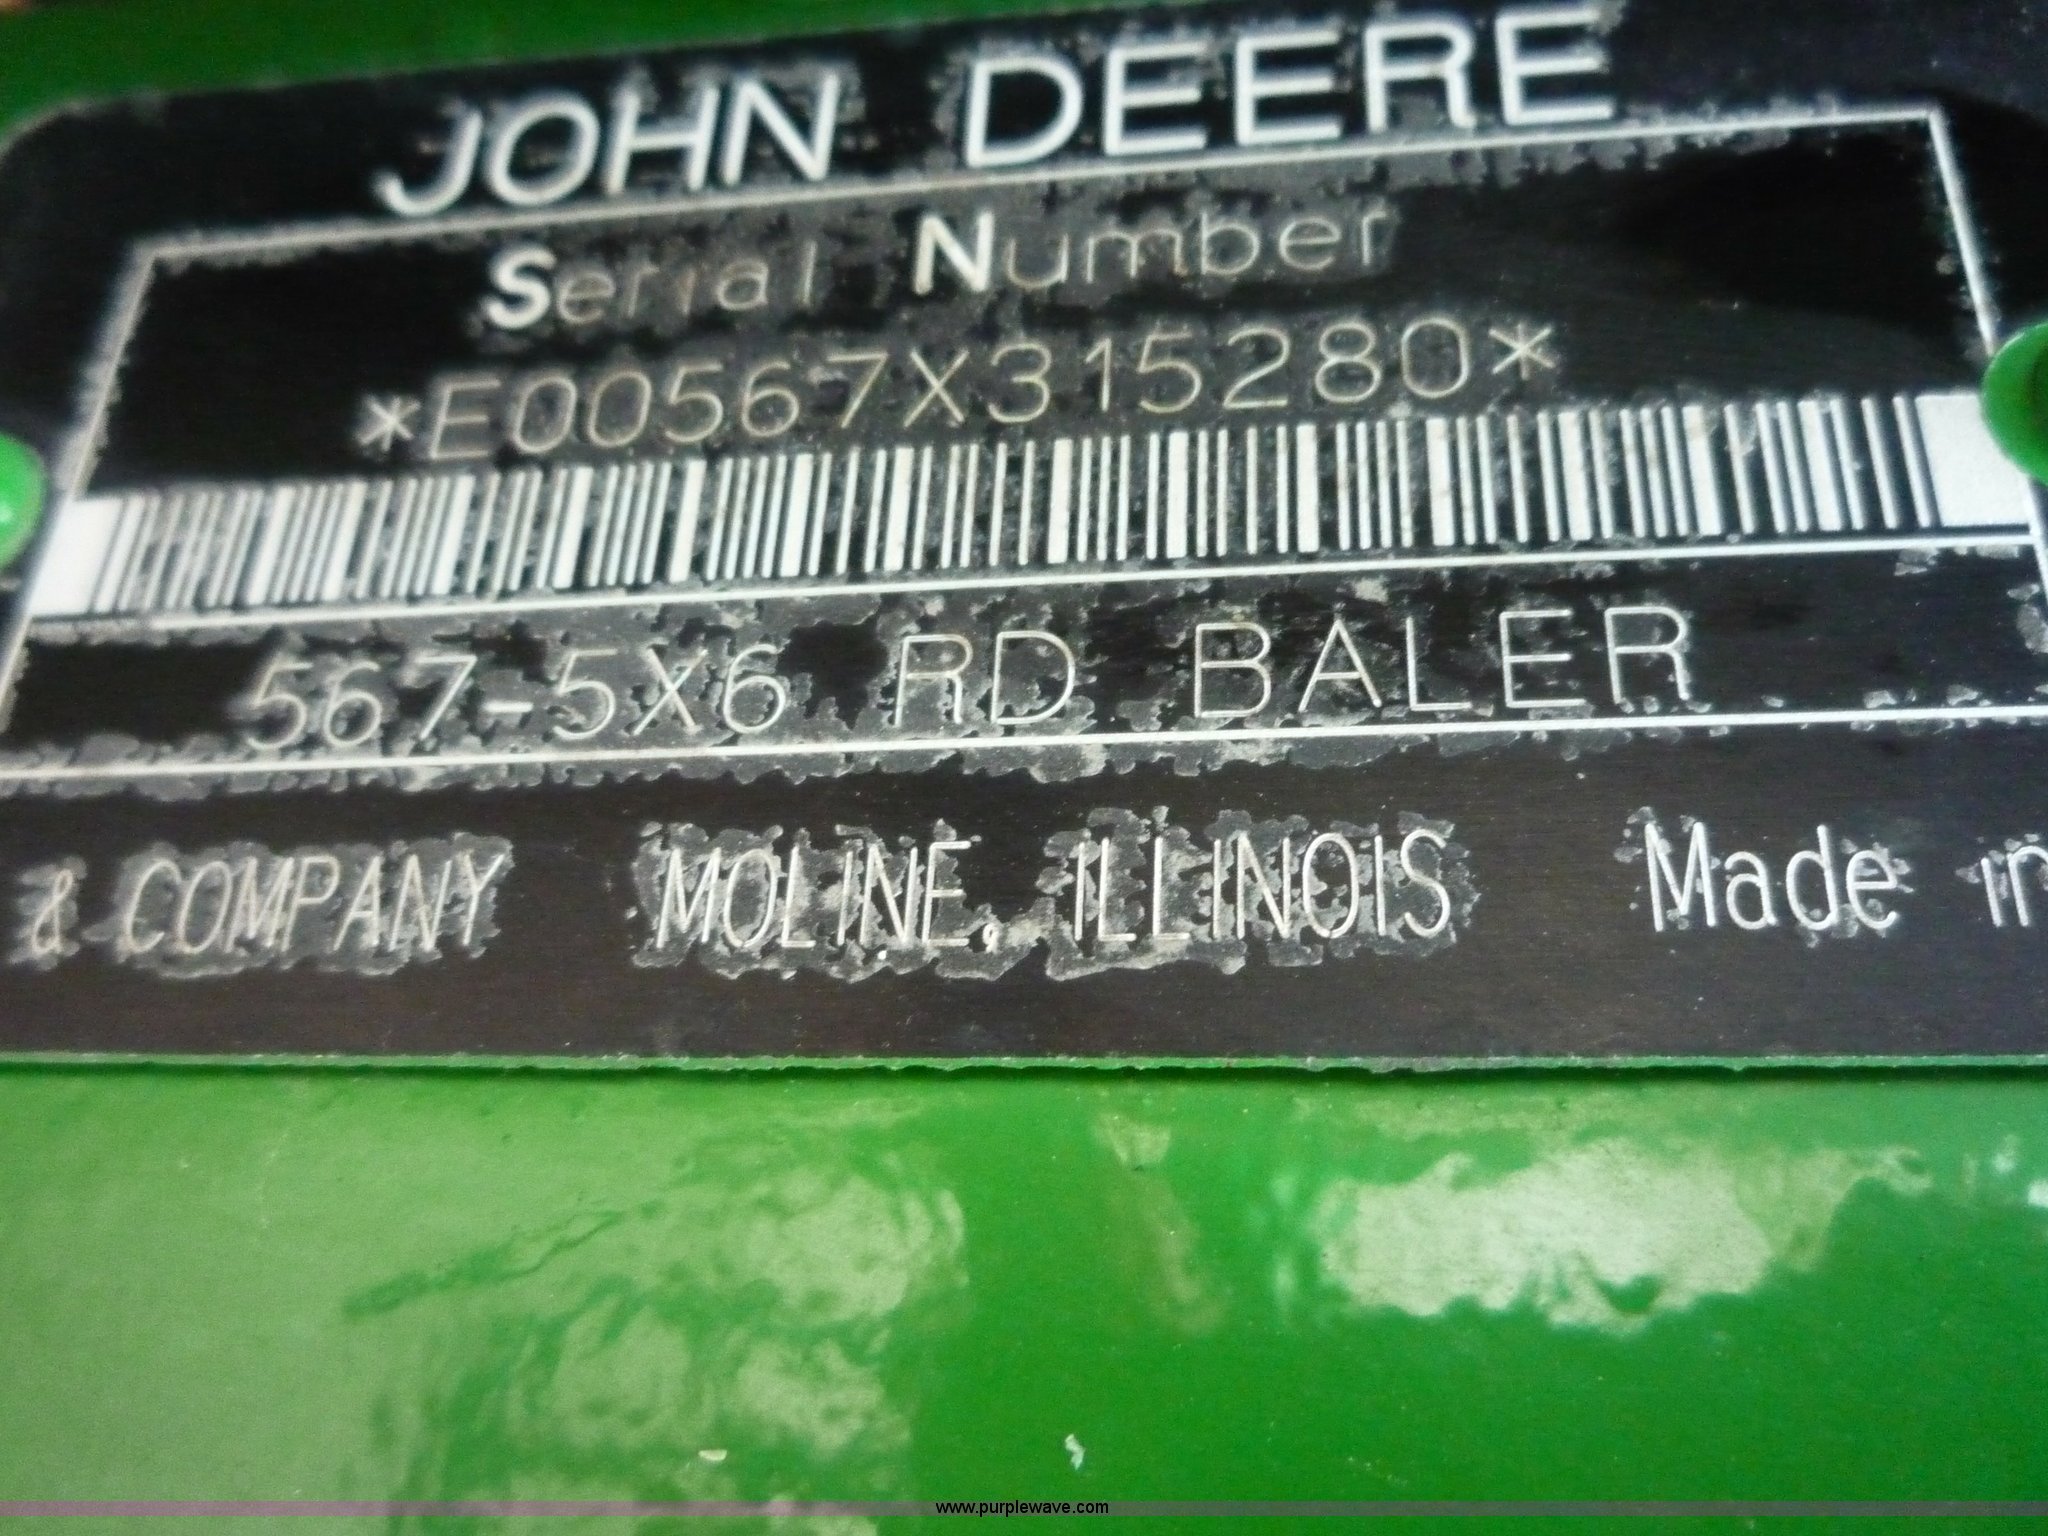 JOHN DEERE
Serial Number
*E00567X315280*
567-5X6 RD BALER
& COMPANY MOLINE, ILLINOIS Made in
www.purplewave.com